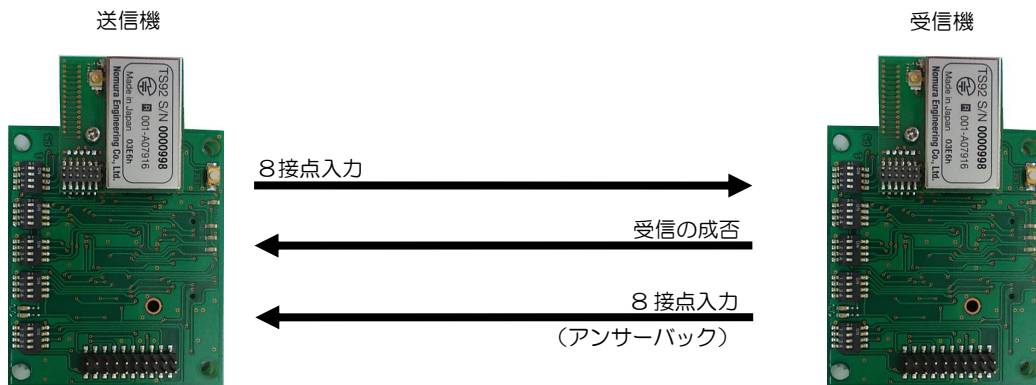 送信機
受信機
TS92 S/N 0000998
R 001-A07916
Made in Japan 03E6h
Nomura Engineering Co., Ltd.
TS92 S/N 0000998
R 001-A07916
Made in Japan 03E6h
Nomura Engineering Co., Ltd.
8接点入力
受信の成否
8 接点入力
（アンサーバック）